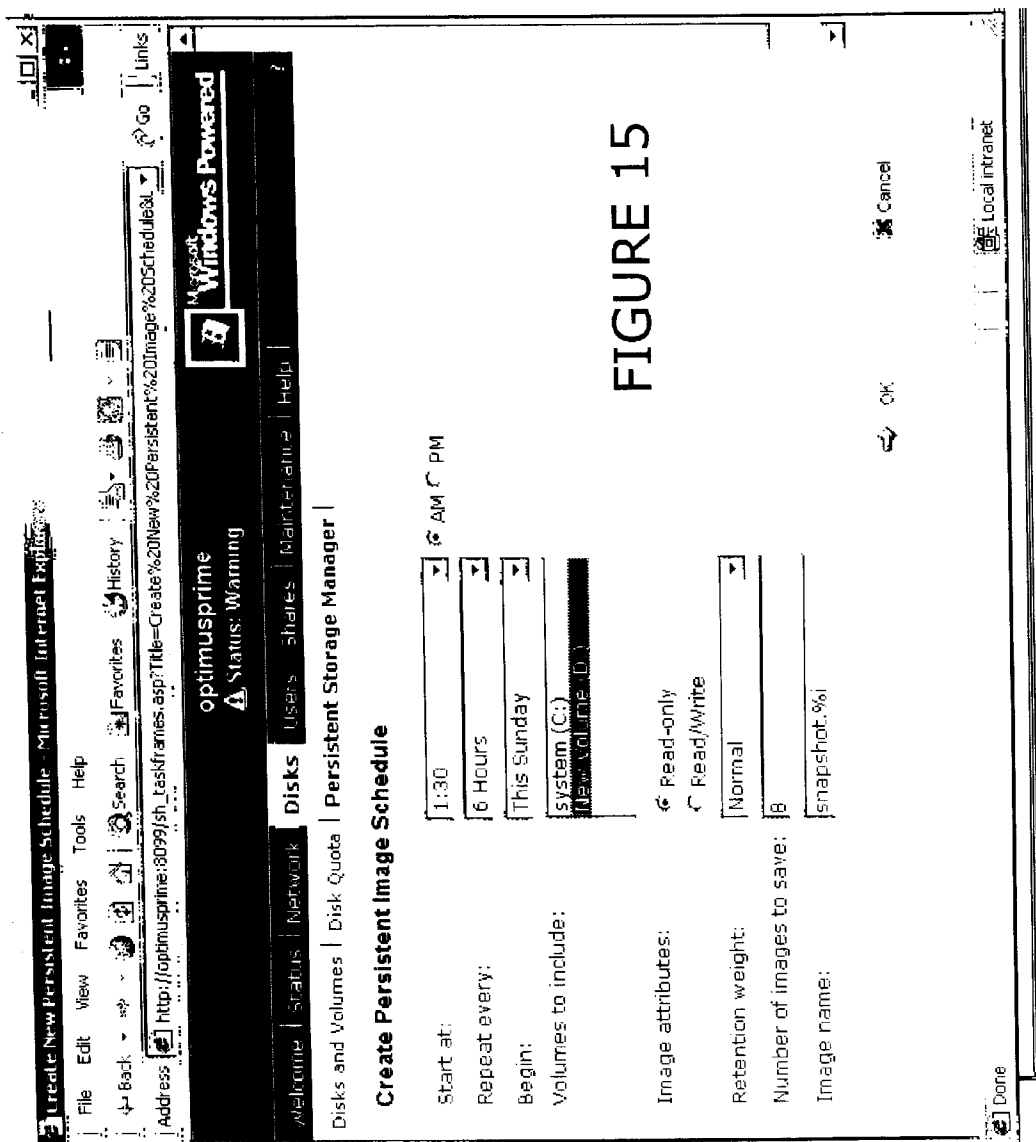 Create New Persistent Image Schedule - Microsoft Internet Explorer
File Edit View Favorites Tools Help
Back Search Favorites History
Address http://optimusprime:8099/sh_taskframes.asp?Title=Create%20New%20Persistent%20Image%20Schedule&L Go Links
optimusprime
Status: Warning
Microsoft
Windows Powered
Welcome Status Network Disks Users Shares Maintenance Help ?
Disks and Volumes Disk Quota Persistent Storage Manager
Create Persistent Image Schedule
Start at: 1:30 AM PM
Repeat every: 6 Hours
Begin: This Sunday
Volumes to include: system (C:)
New Volume (D:)
Image attributes: Read-only
Read/Write
Retention weight: Normal
Number of images to save: 8
Image name: snapshot.%i
FIGURE 15
OK Cancel
Done Local intranet